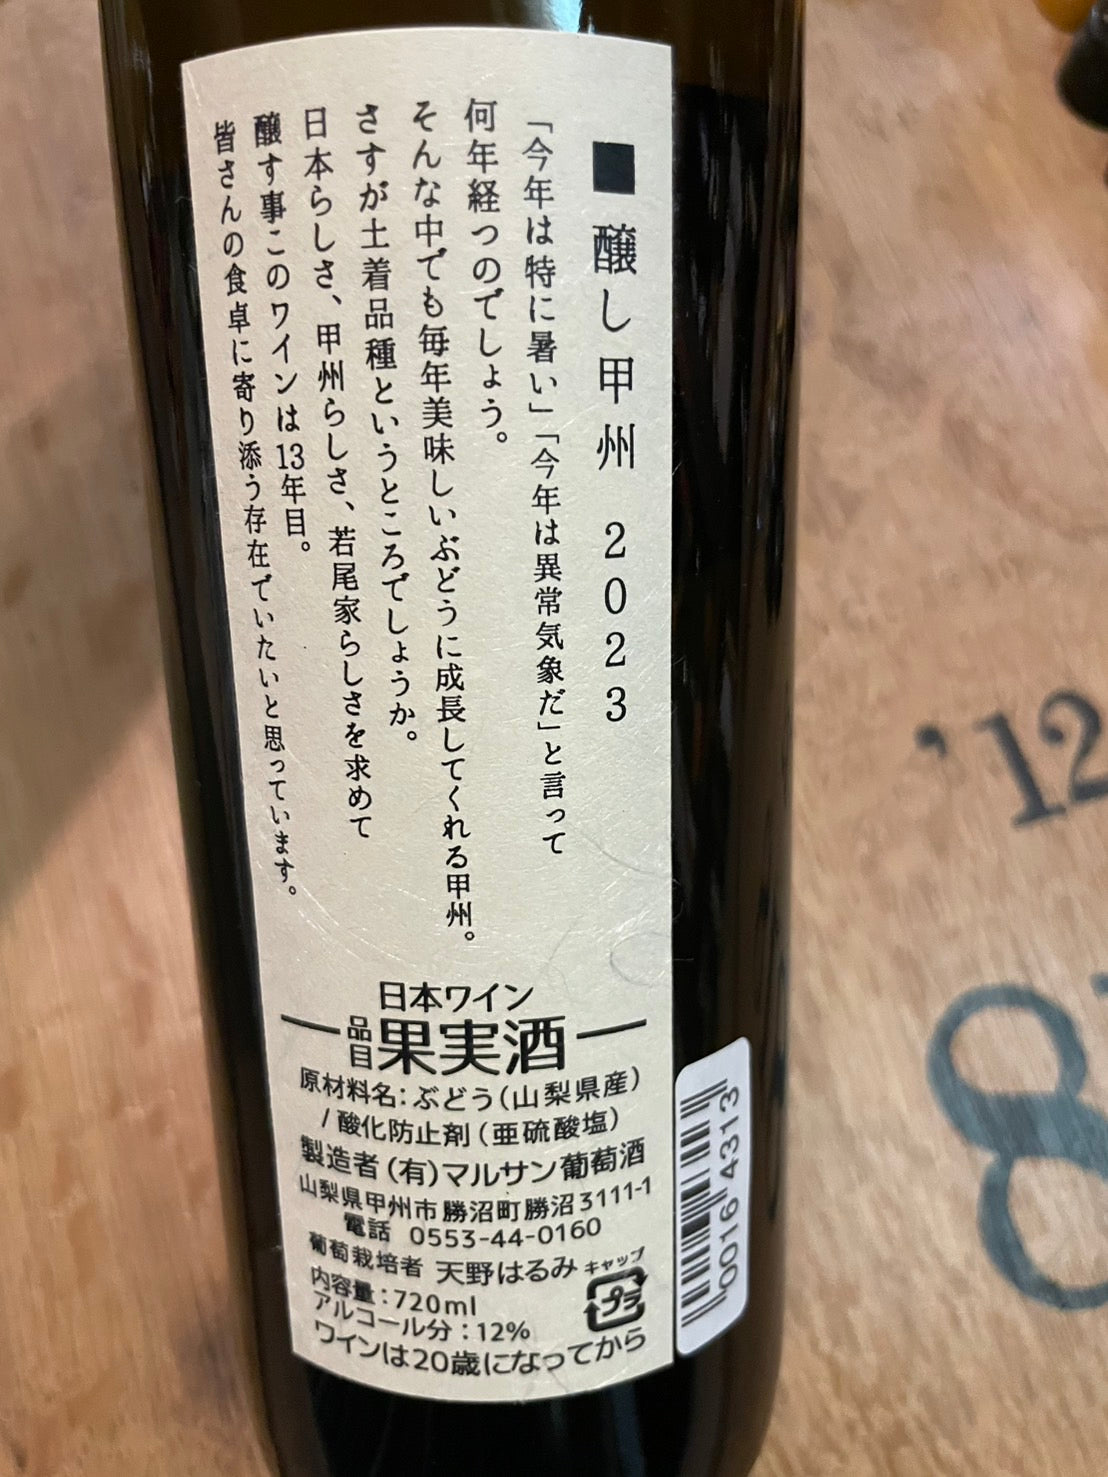 ■ 醸し甲州 2023
「今年は特に暑い」「今年は異常気象だ」と言って
何年経つのでしょう。
そんな中でも毎年美味しいぶどうに成長してくれる甲州。
さすが土着品種というところでしょうか。
日本らしさ、甲州らしさ、若尾家らしさを求めて
醸す事このワインは13年目。
皆さんの食卓に寄り添う存在でいたいと思っています。
日本ワイン
品目 果実酒
原材料名:ぶどう(山梨県産)
/酸化防止剤(亜硫酸塩)
製造者(有)マルサン葡萄酒
山梨県甲州市勝沼町勝沼3111-1
電話 0553-44-0160
葡萄栽培者 天野はるみ
キャップ
プラ
内容量:720ml
アルコール分:12%
ワインは20歳になってから
00164313
'12
8